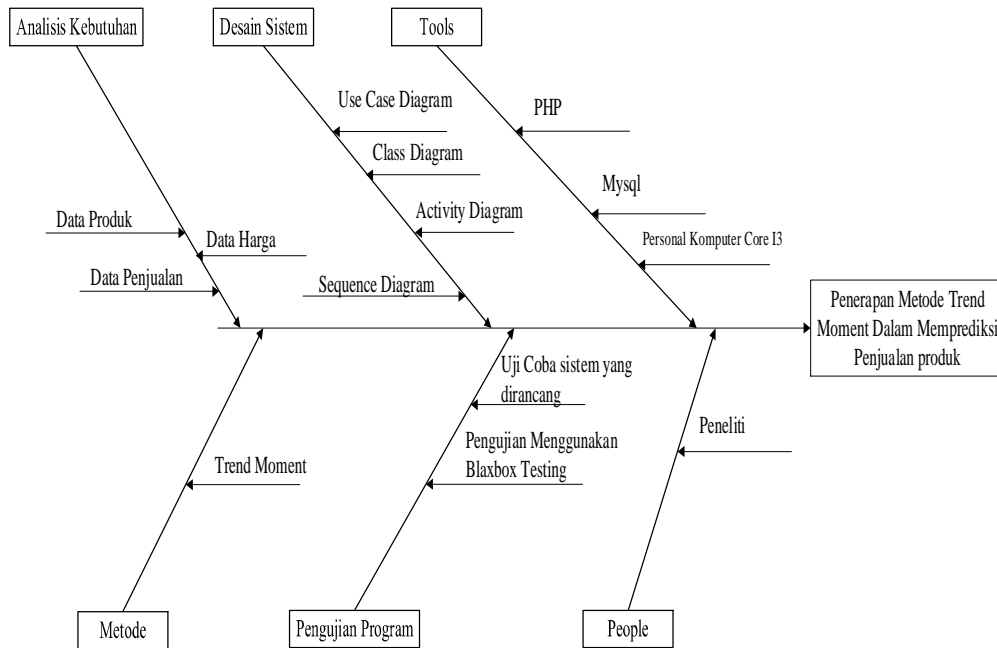 Analisis Kebutuhan
Desain Sistem
Tools
Use Case Diagram
PHP
Class Diagram
Mysql
Activity Diagram
Data Produk
Data Harga
Personal Komputer Core I3
Data Penjualan
Sequence Diagram
Penerapan Metode Trend
Moment Dalam Memprediksi
Penjualan produk
Uji Coba sistem yang
dirancang
Peneliti
Pengujian Menggunakan
Blaxbox Testing
Trend Moment
Metode
Pengujian Program
People